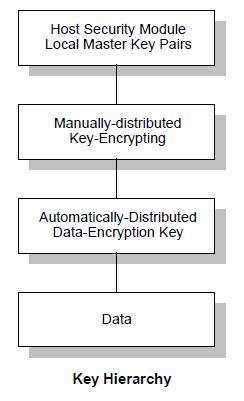 Host Security Module
Local Master Key Pairs
Manually-distributed
Key-Encrypting
Automatically-Distributed
Data-Encryption Key
Data
Key Hierarchy